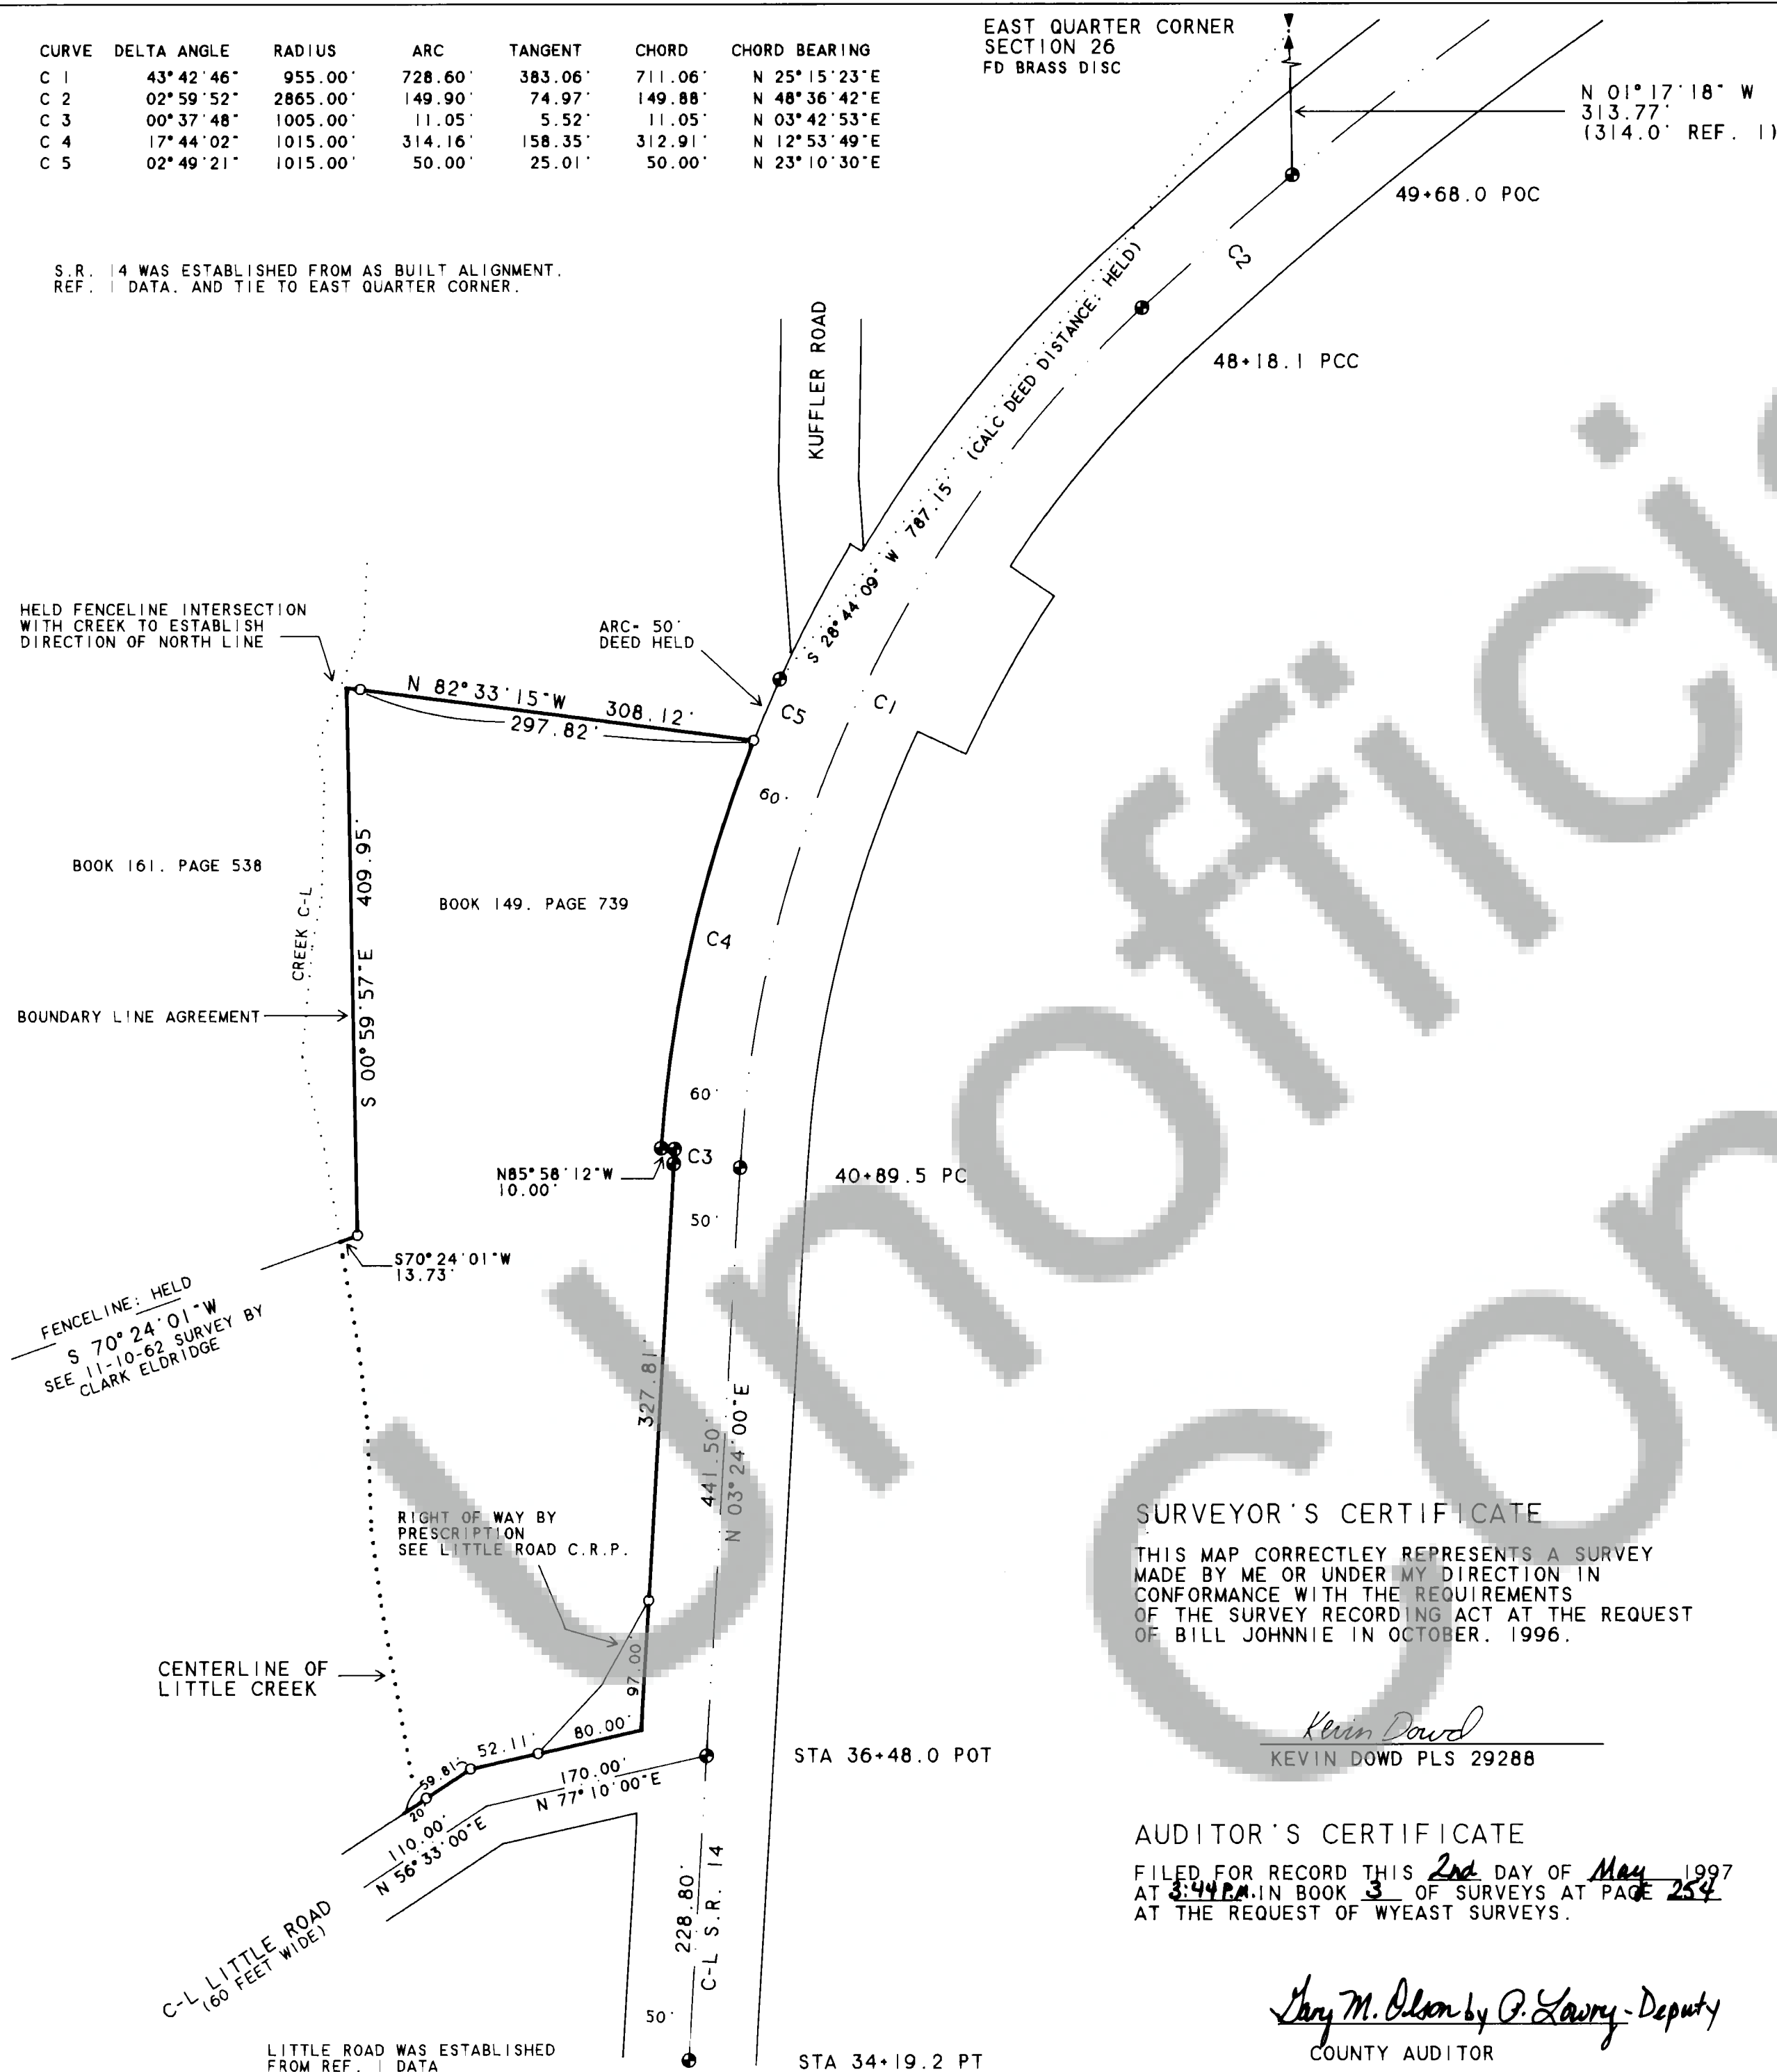 CURVE DELTA ANGLE RADIUS ARC TANGENT CHORD CHORD BEARING
C 1 43°42'46" 955.00' 728.60' 383.06' 711.06' N 25°15'23"E
C 2 02°59'52" 2865.00' 149.90' 74.97' 149.88' N 48°36'42"E
C 3 00°37'48" 1005.00' 11.05' 5.52' 11.05' N 03°42'53"E
C 4 17°44'02" 1015.00' 314.16' 158.35' 312.91' N 12°53'49"E
C 5 02°49'21" 1015.00' 50.00' 25.01' 50.00' N 23°10'30"E
EAST QUARTER CORNER
SECTION 26
FD BRASS DISC
N 01°17'18" W
313.77'
(314.0' REF. 1)
49+68.0 POC
S.R. 14 WAS ESTABLISHED FROM AS BUILT ALIGNMENT.
REF. 1 DATA. AND TIE TO EAST QUARTER CORNER.
C2
48+18.1 PCC
KUFFLER ROAD
S 28°44'09" W 787.15' (CALC DEED DISTANCE: HELD)
HELD FENCELINE INTERSECTION
WITH CREEK TO ESTABLISH
DIRECTION OF NORTH LINE
ARC- 50'
DEED HELD
N 82°33'15"W 308.12'
297.82'
C5
C1
60'
BOOK 161. PAGE 538
BOOK 149. PAGE 739
CREEK C-L
S 00°59'57"E 409.95'
C4
BOUNDARY LINE AGREEMENT
60'
C3
N85°58'12"W
10.00'
40+89.5 PC
50'
S70°24'01"W
13.73'
FENCELINE: HELD
S 70°24'01"W
SEE 11-10-62 SURVEY BY
CLARK ELDRIDGE
327.81'
441.50'
N 03°24'00"E
RIGHT OF WAY BY
PRESCRIPTION
SEE LITTLE ROAD C.R.P.
CENTERLINE OF
LITTLE CREEK
97.00'
80.00'
52.11'
59.81'
20'
170.00'
N 77°10'00"E
110.00'
N 56°33'00"E
STA 36+48.0 POT
C-L LITTLE ROAD
(60 FEET WIDE)
228.80'
C-L S.R. 14
50'
LITTLE ROAD WAS ESTABLISHED
FROM REF. 1 DATA
STA 34+19.2 PT
SURVEYOR'S CERTIFICATE
THIS MAP CORRECTLEY REPRESENTS A SURVEY
MADE BY ME OR UNDER MY DIRECTION IN
CONFORMANCE WITH THE REQUIREMENTS
OF THE SURVEY RECORDING ACT AT THE REQUEST
OF BILL JOHNNIE IN OCTOBER. 1996.
Kevin Dowd
KEVIN DOWD PLS 29288
AUDITOR'S CERTIFICATE
FILED FOR RECORD THIS 2nd DAY OF May 1997
AT 3:44 P.M. IN BOOK 3 OF SURVEYS AT PAGE 254
AT THE REQUEST OF WYEAST SURVEYS.
Gary M. Olson by P. Lowry - Deputy
COUNTY AUDITOR